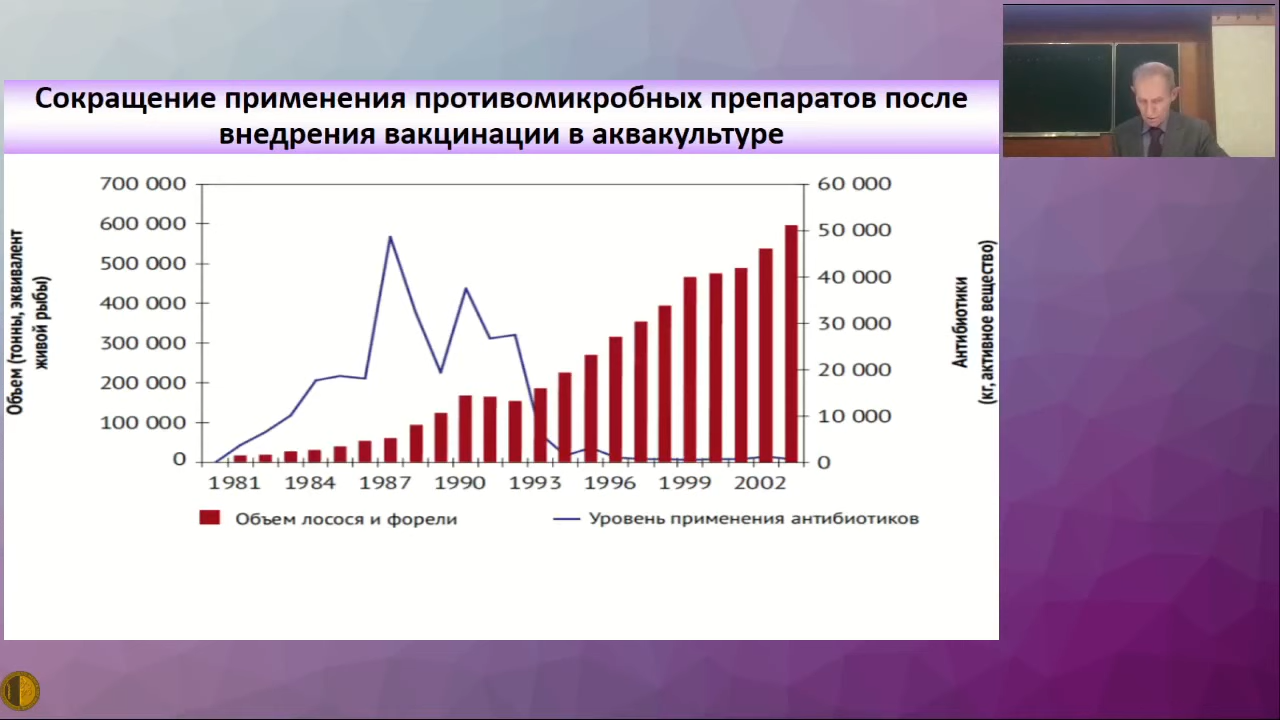 Сокращение применения противомикробных препаратов после
внедрения вакцинации в аквакультуре
Объем (тонны, эквивалент
живой рыбы)
700 000
600 000
500 000
400 000
300 000
200 000
100 000
0
60 000
50 000
40 000
30 000
20 000
10 000
0
Антибиотики
(кг, активное вещество)
1981 1984 1987 1990 1993 1996 1999 2002
Объем лосося и форели
Уровень применения антибиотиков